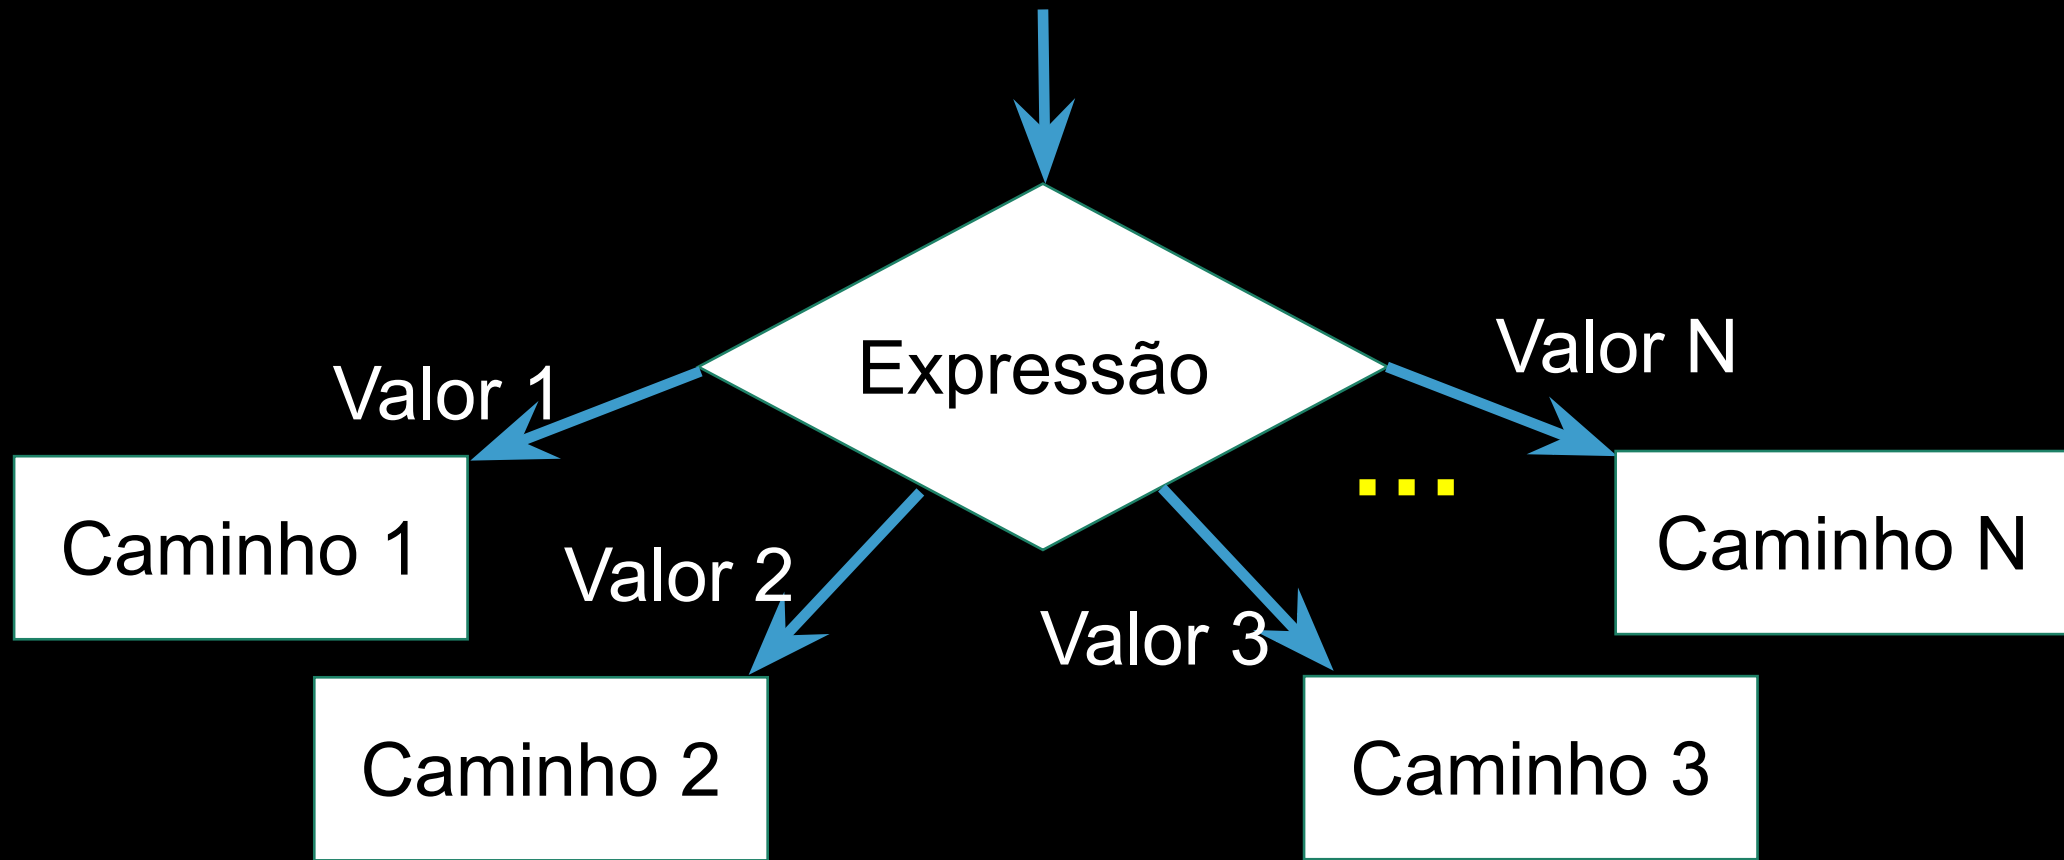 Expressão
Valor 1
Valor N
Caminho 1
Valor 2
Valor 3
...
Caminho N
Caminho 2
Caminho 3